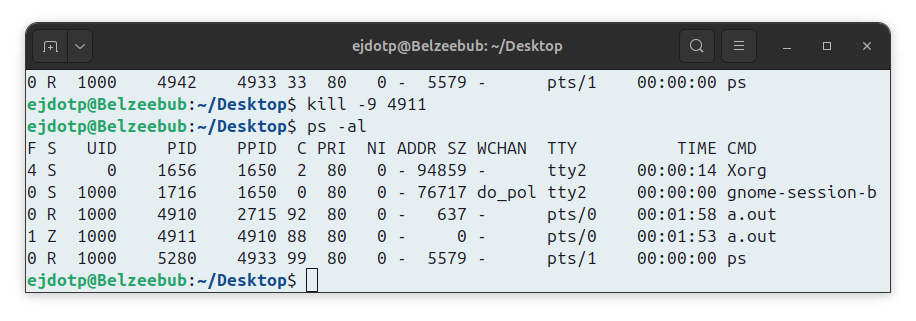 ejdotp@Belzeebub: ~/Desktop
0 R  1000    4942    4933 33  80   0 -  5579 -      pts/1    00:00:00 ps
ejdotp@Belzeebub:~/Desktop$ kill -9 4911
ejdotp@Belzeebub:~/Desktop$ ps -al
F S   UID     PID    PPID  C PRI  NI ADDR SZ WCHAN  TTY          TIME CMD
4 S     0    1656    1650  2  80   0 - 94859 -      tty2     00:00:14 Xorg
0 S  1000    1716    1650  0  80   0 - 76717 do_pol tty2     00:00:00 gnome-session-b
0 R  1000    4910    2715 92  80   0 -   637 -      pts/0    00:01:58 a.out
1 Z  1000    4911    4910 88  80   0 -     0 -      pts/0    00:01:53 a.out
0 R  1000    5280    4933 99  80   0 -  5579 -      pts/1    00:00:00 ps
ejdotp@Belzeebub:~/Desktop$